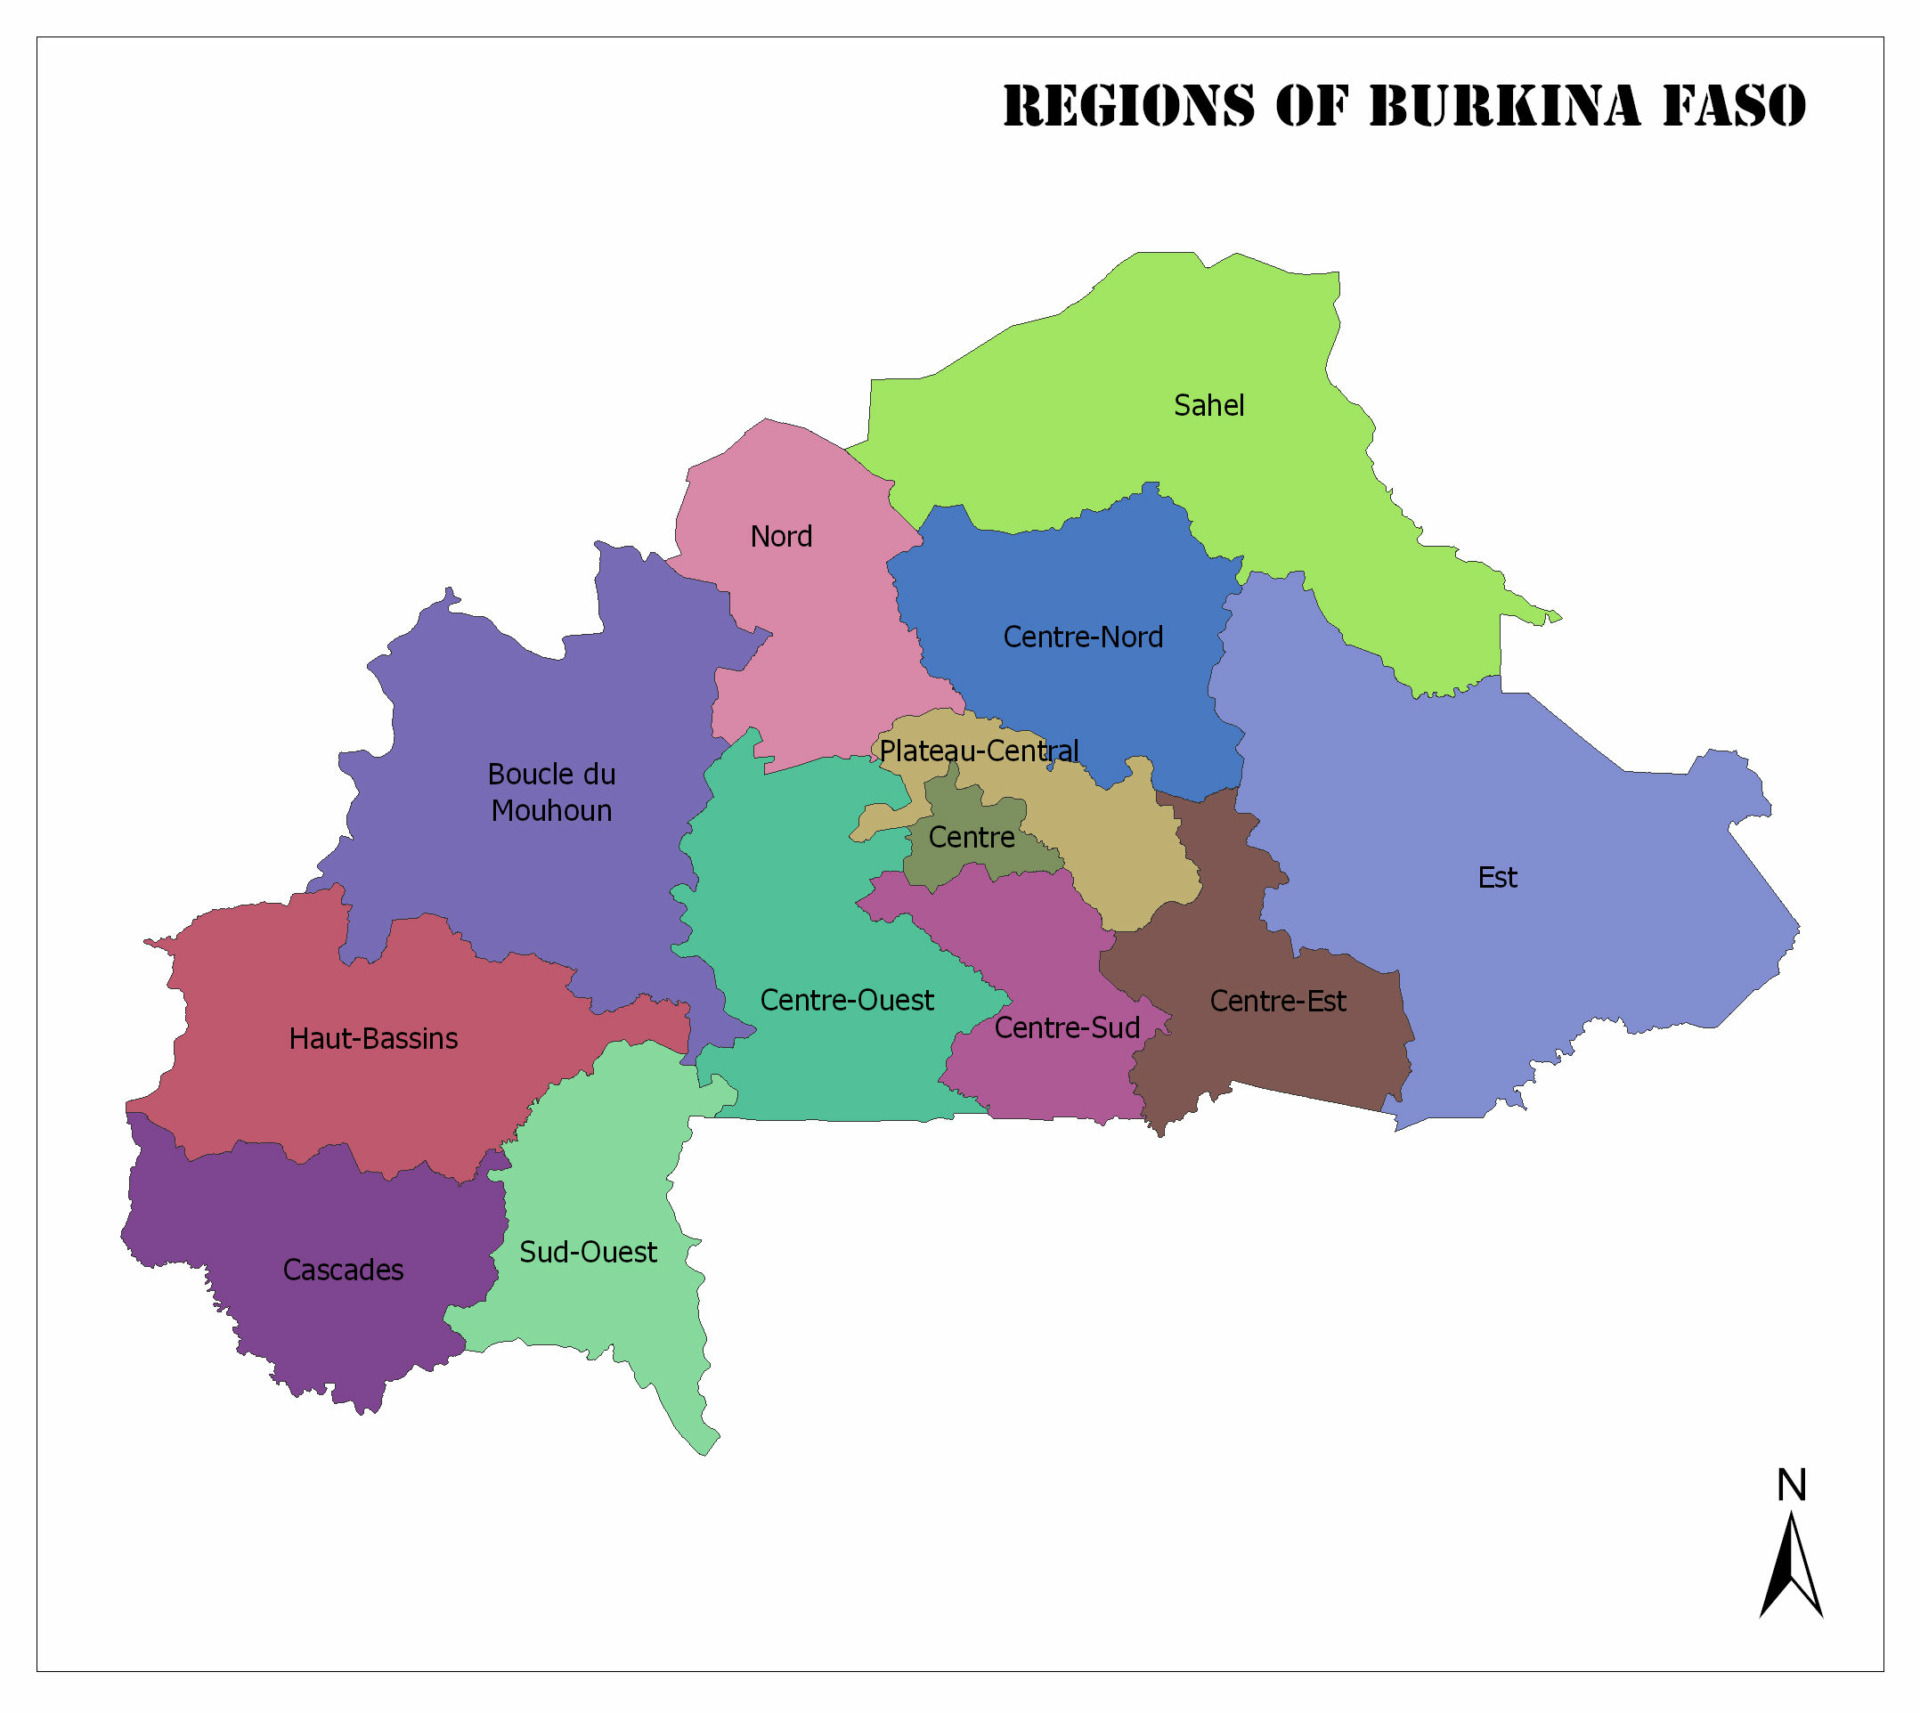 REGIONS OF BURKINA FASO
Sahel
Nord
Centre-Nord
Plateau-Central
Boucle du
Mouhoun
Centre
Est
Centre-Ouest
Centre-Est
Centre-Sud
Haut-Bassins
Sud-Ouest
Cascades
N